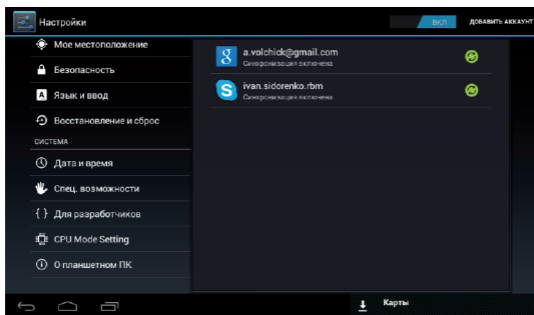 Настройки
ВКЛ
ДОБАВИТЬ АККАУНТ
Мое местоположение
Безопасность
A Язык и ввод
Восстановление и сброс
СИСТЕМА
Дата и время
Спец. возможности
{ } Для разработчиков
CPU Mode Setting
О планшетном ПК
8 a.volchick@gmail.com
Синхронизация включена
S ivan.sidorenko.rbm
Синхронизация включена
Карты